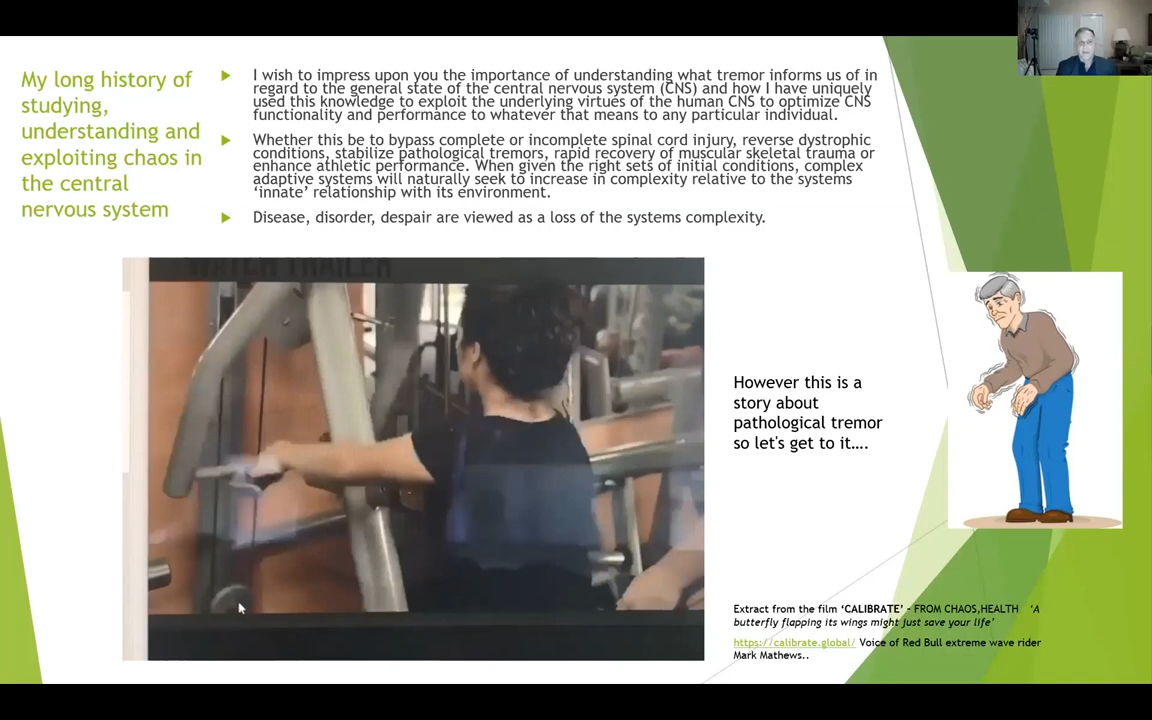 My long history of
studying,
understanding and
exploiting chaos in
the central
nervous system
I wish to impress upon you the importance of understanding what tremor informs us of in
regard to the general state of the central nervous system (CNS) and how I have uniquely
used this knowledge to exploit the underlying virtues of the human CNS to optimize CNS
functionality and performance to whatever that means to any particular individual.
Whether this be to bypass complete or incomplete spinal cord injury, reverse dystrophic
conditions, stabilize pathological tremors, rapid recovery of muscular skeletal trauma or
enhance athletic performance. When given the right sets of initial conditions, complex
adaptive systems will naturally seek to increase in complexity relative to the systems
‘innate’ relationship with its environment.
Disease, disorder, despair are viewed as a loss of the systems complexity.
WATCH TRAILER
However this is a
story about
pathological tremor
so let's get to it….
Extract from the film ‘CALIBRATE’ - FROM CHAOS,HEALTH ‘A
butterfly flapping its wings might just save your life’
https://calibrate.global/ Voice of Red Bull extreme wave rider
Mark Mathews..